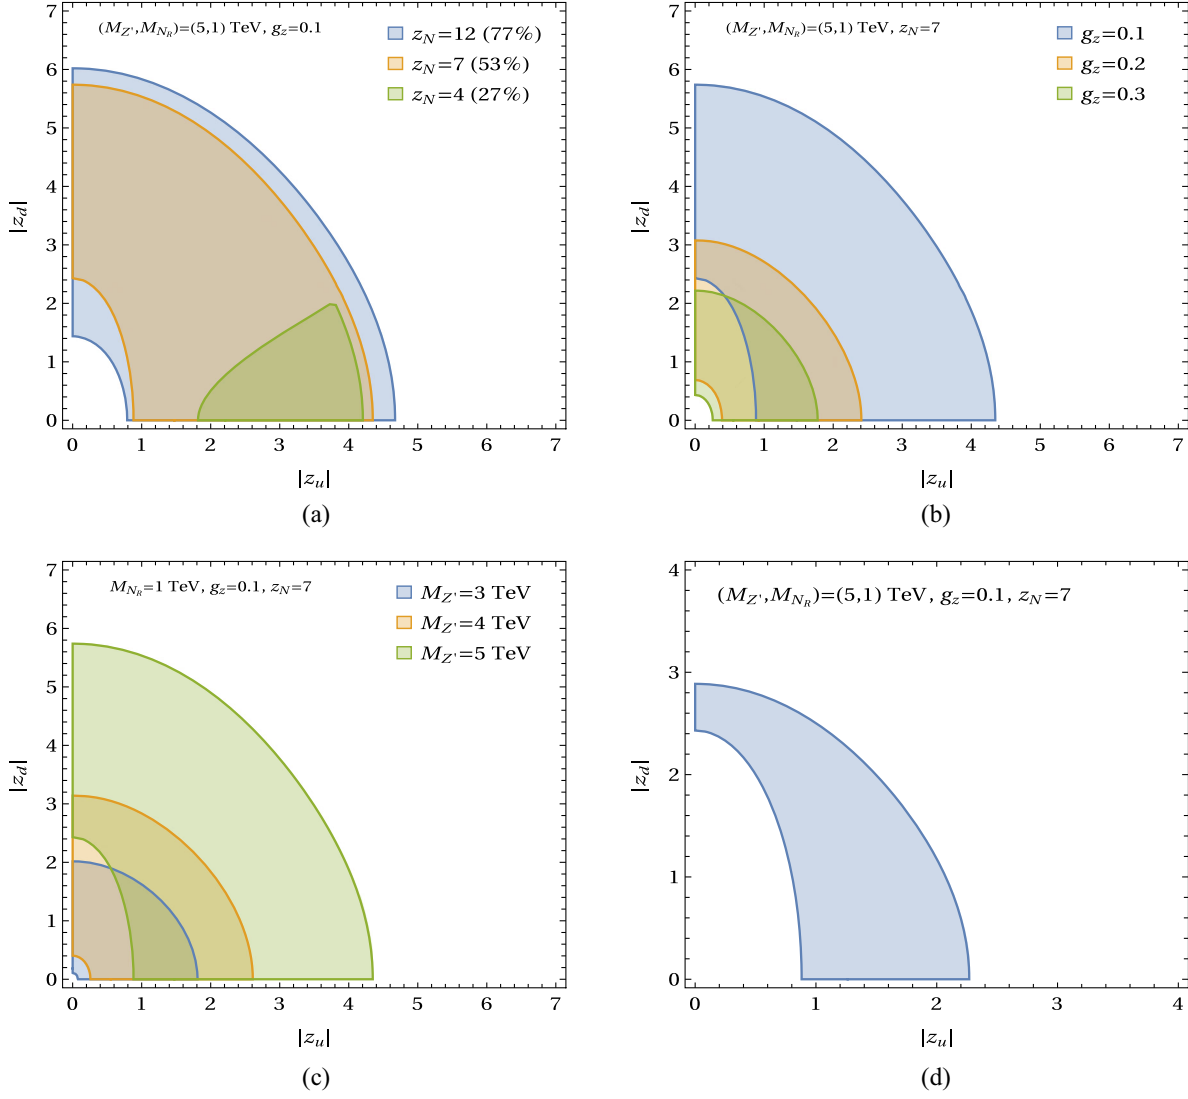 (M_{Z'},M_{N_R})=(5,1) TeV, g_z=0.1
z_N=12 (77%)
z_N=7 (53%)
z_N=4 (27%)
7
6
5
4
3
2
1
0
|z_d|
0 1 2 3 4 5 6 7
|z_u|
(a)
(M_{Z'},M_{N_R})=(5,1) TeV, z_N=7
g_z=0.1
g_z=0.2
g_z=0.3
7
6
5
4
3
2
1
0
|z_d|
0 1 2 3 4 5 6 7
|z_u|
(b)
M_{N_R}=1 TeV, g_z=0.1, z_N=7
M_{Z'}=3 TeV
M_{Z'}=4 TeV
M_{Z'}=5 TeV
7
6
5
4
3
2
1
0
|z_d|
0 1 2 3 4 5 6 7
|z_u|
(c)
(M_{Z'},M_{N_R})=(5,1) TeV, g_z=0.1, z_N=7
4
3
2
1
0
|z_d|
0 1 2 3 4
|z_u|
(d)